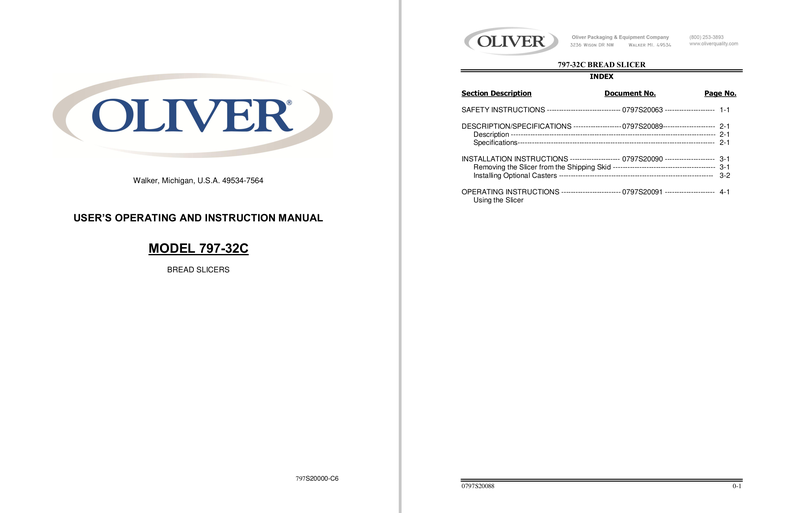 OLIVER®
Walker, Michigan, U.S.A. 49534-7564
USER'S OPERATING AND INSTRUCTION MANUAL
MODEL 797-32C
BREAD SLICERS
797S20000-C6
OLIVER® Oliver Packaging & Equipment Company (800) 253-3893
3236 Wilson DR NW Walker MI. 49534 www.oliverquality.com
797-32C BREAD SLICER
INDEX
Section Description Document No. Page No.
SAFETY INSTRUCTIONS ------------------------------ 0797S20063 --------------------- 1-1
DESCRIPTION/SPECIFICATIONS --------------------0797S20089---------------------- 2-1
Description ------------------------------------------------------------------------------------ 2-1
Specifications---------------------------------------------------------------------------------- 2-1
INSTALLATION INSTRUCTIONS --------------------- 0797S20090 --------------------- 3-1
Removing the Slicer from the Shipping Skid ------------------------------------------ 3-1
Installing Optional Casters ---------------------------------------------------------------- 3-2
OPERATING INSTRUCTIONS ------------------------- 0797S20091 --------------------- 4-1
Using the Slicer
0797S20088 0-1